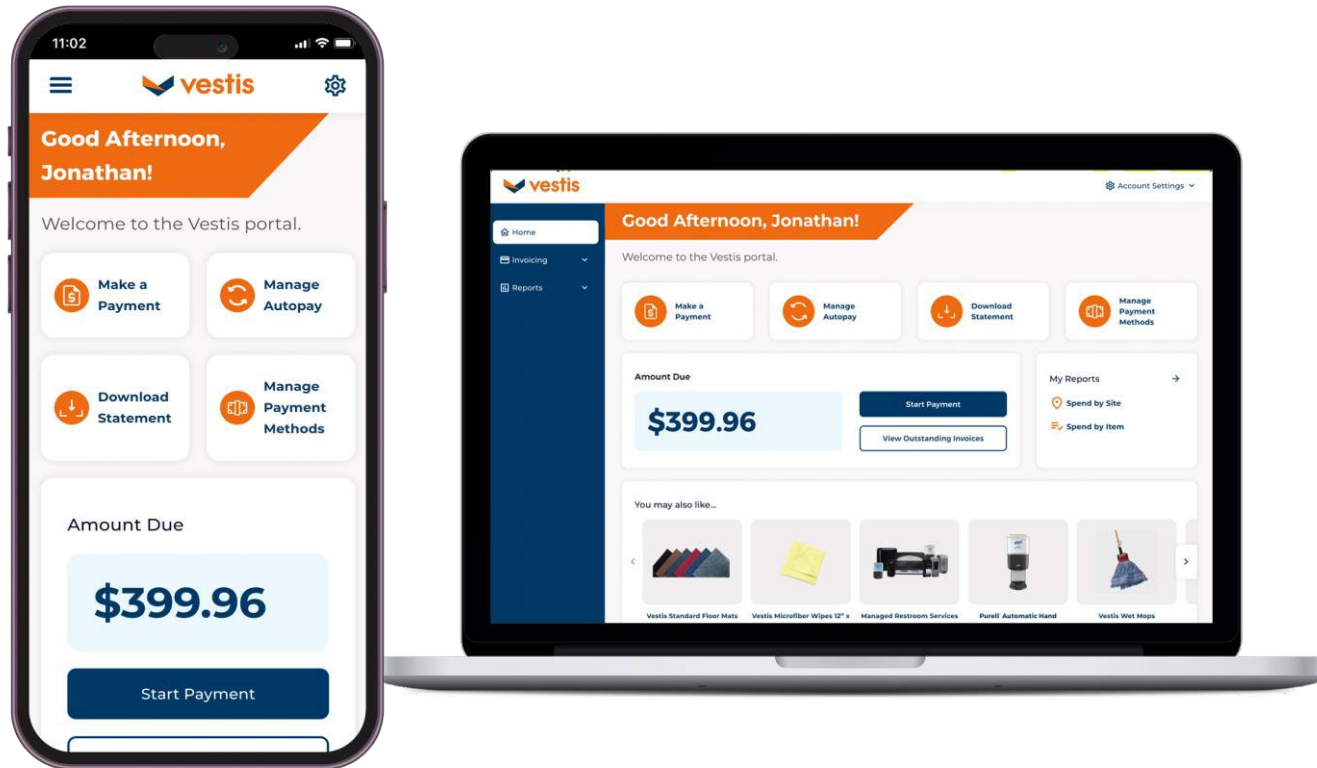 11:02
vestis
Good Afternoon,
Jonathan!
Welcome to the Vestis portal.
Make a
Payment
Manage
Autopay
Download
Statement
Manage
Payment
Methods
Amount Due
$399.96
Start Payment
vestis
Account Settings
Home
Invoicing
Reports
Good Afternoon, Jonathan!
Welcome to the Vestis portal.
Make a
Payment
Manage
Autopay
Download
Statement
Manage
Payment
Methods
Amount Due
$399.96
Start Payment
View Outstanding Invoices
My Reports
Spend by Site
Spend by Item
You may also like...
Vestis Standard Floor Mats
Vestis Microfiber Wipes 12" x
Managed Restroom Services
Purell Automatic Hand
Vestis Wet Mops